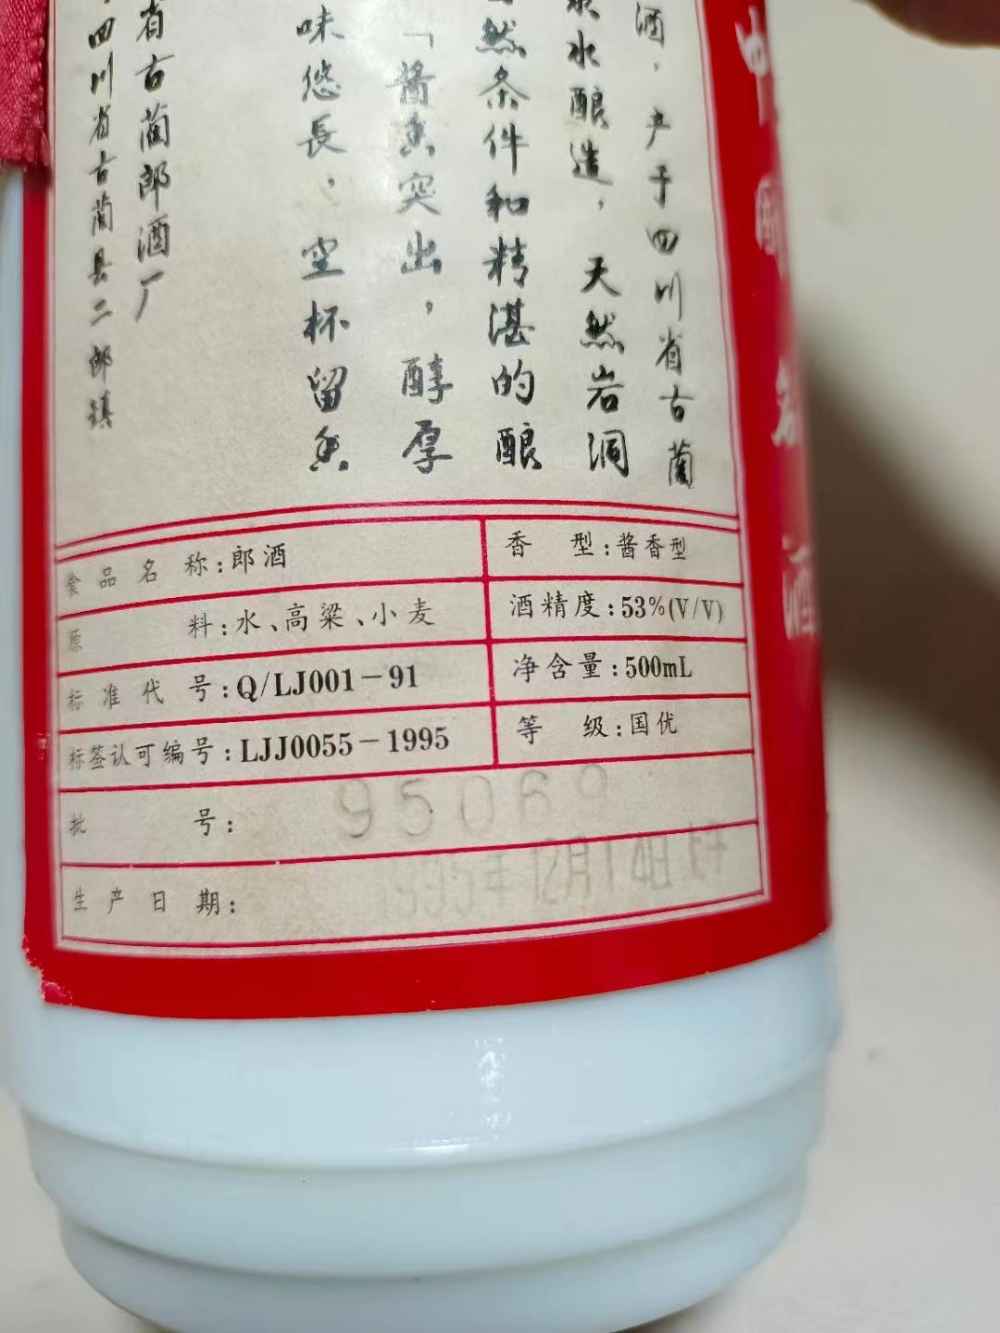 酒，产于四川省古蔺
泉水酿造，天然岩洞
然条件和精湛的酿
「酱香突出，醇厚
味悠長，空杯留香
省古蔺郎酒厂
四川省古蔺县二郎镇
食品名称：郎酒
香型：酱香型
原料：水、高粱、小麦
酒精度：53%(V/V)
标准代号：Q/LJ001－91
净含量：500mL
标签认可编号：LJJ0055－1995
等级：国优
批号：95068
生产日期：1995年12月14日
酒